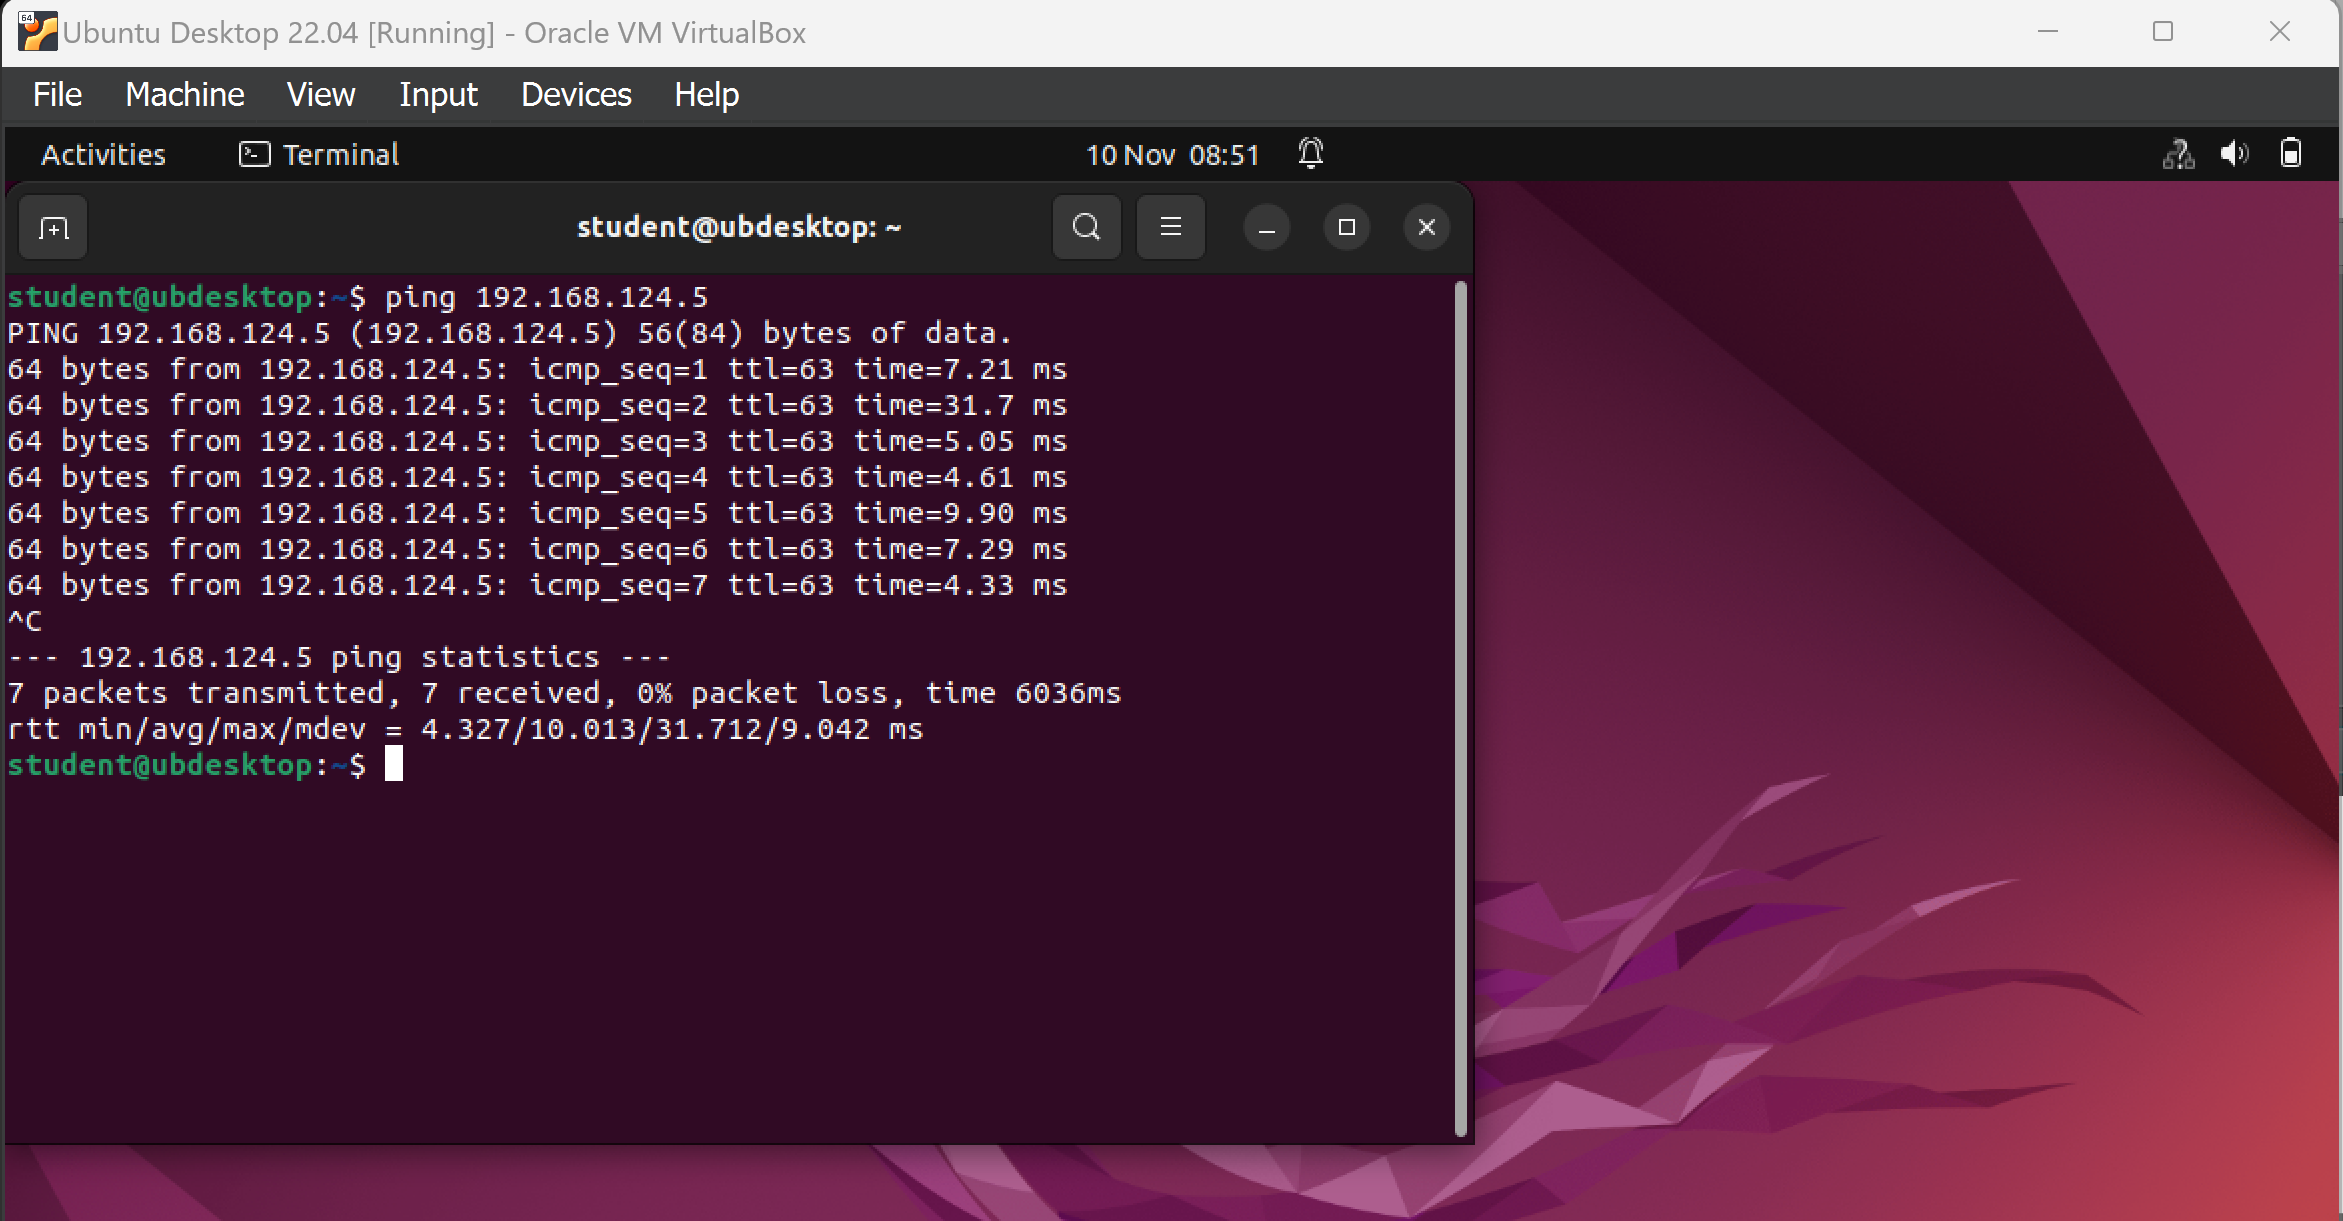 64
Ubuntu Desktop 22.04 [Running] - Oracle VM VirtualBox
File Machine View Input Devices Help
Activities Terminal 10 Nov 08:51
student@ubdesktop: ~
student@ubdesktop:~$ ping 192.168.124.5
PING 192.168.124.5 (192.168.124.5) 56(84) bytes of data.
64 bytes from 192.168.124.5: icmp_seq=1 ttl=63 time=7.21 ms
64 bytes from 192.168.124.5: icmp_seq=2 ttl=63 time=31.7 ms
64 bytes from 192.168.124.5: icmp_seq=3 ttl=63 time=5.05 ms
64 bytes from 192.168.124.5: icmp_seq=4 ttl=63 time=4.61 ms
64 bytes from 192.168.124.5: icmp_seq=5 ttl=63 time=9.90 ms
64 bytes from 192.168.124.5: icmp_seq=6 ttl=63 time=7.29 ms
64 bytes from 192.168.124.5: icmp_seq=7 ttl=63 time=4.33 ms
^C
--- 192.168.124.5 ping statistics ---
7 packets transmitted, 7 received, 0% packet loss, time 6036ms
rtt min/avg/max/mdev = 4.327/10.013/31.712/9.042 ms
student@ubdesktop:~$